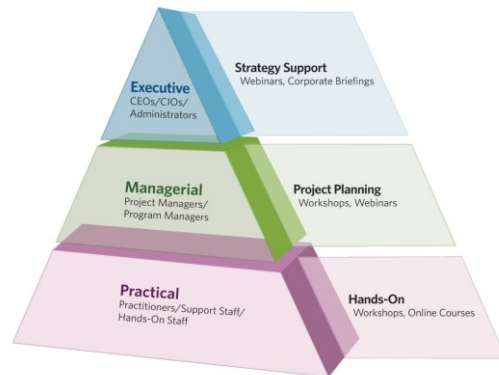 Executive
CEOs/CIOs/
Administrators
Strategy Support
Webinars, Corporate Briefings
Managerial
Project Managers/
Program Managers
Project Planning
Workshops, Webinars
Practical
Practitioners/Support Staff/
Hands-On Staff
Hands-On
Workshops, Online Courses